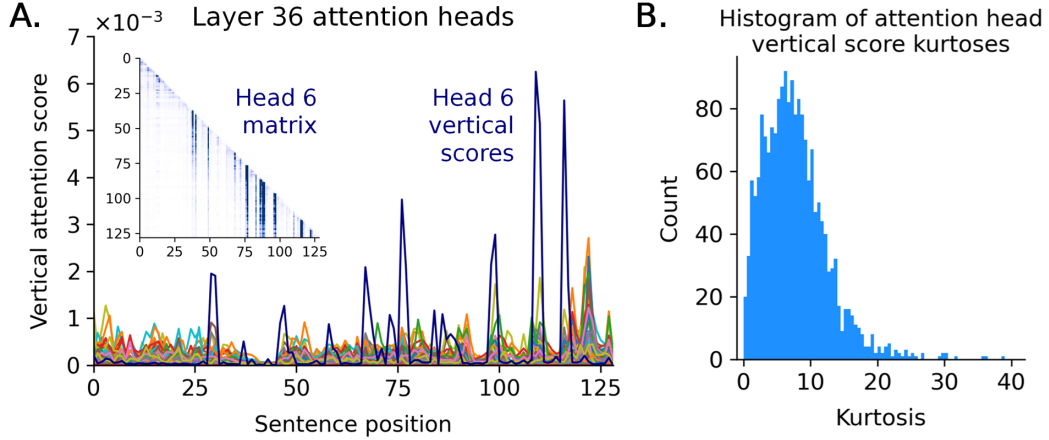 A.
×10⁻³
Layer 36 attention heads
Vertical attention score
7
6
5
4
3
2
1
0
0
25
50
75
100
125
0 25 50 75 100 125
Head 6
matrix
Head 6
vertical
scores
0 25 50 75 100 125
Sentence position
B.
Histogram of attention head
vertical score kurtoses
Count
80
60
40
20
0
0 10 20 30 40
Kurtosis